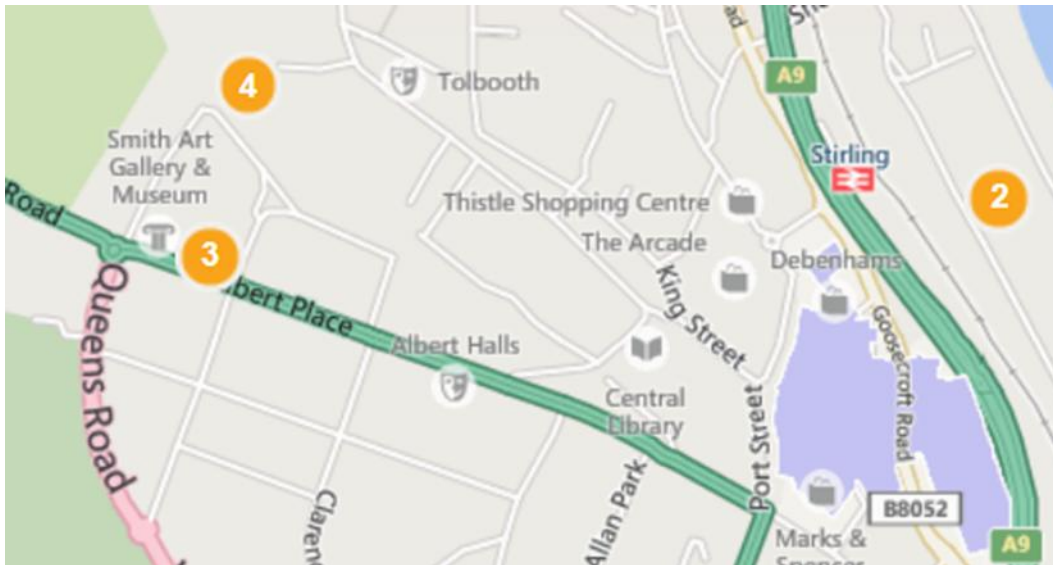 A9
4
Tolbooth
Smith Art
Gallery &
Museum
Stirling
Road
Thistle Shopping Centre
2
3
The Arcade
Debenhams
King Street
Place
Queens Road
Albert Halls
Goosecroft Road
Central
Library
Port Street
Allan Park
B8052
Marks &
A9